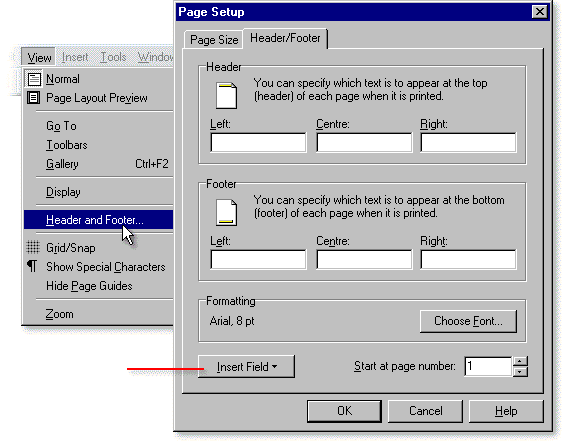 View Insert Tools Window
Normal
Page Layout Preview
Go To
Toolbars
Gallery Ctrl+F2
Display
Header and Footer...
Grid/Snap
Show Special Characters
Hide Page Guides
Zoom
Page Setup
Page Size Header/Footer
Header
You can specify which text is to appear at the top
(header) of each page when it is printed.
Left: Centre: Right:
Footer
You can specify which text is to appear at the bottom
(footer) of each page when it is printed.
Left: Centre: Right:
Formatting
Arial, 8 pt Choose Font...
Insert Field Start at page number: 1
OK Cancel Help